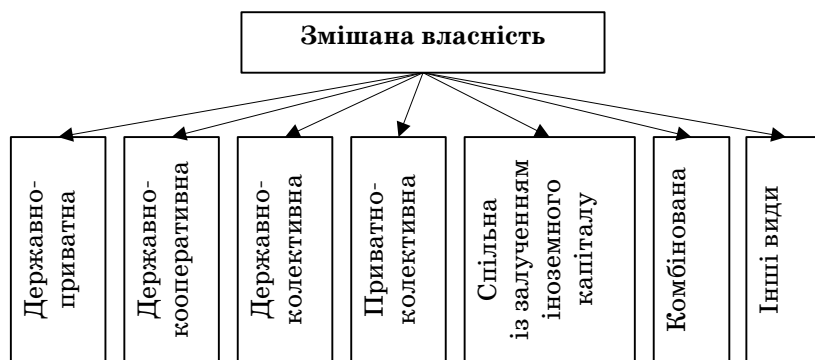 Змішана власність
Державно-
приватна
Державно-
кооперативна
Державно-
колективна
Приватно-
колективна
Спільна
із залученням
іноземного
капіталу
Комбінована
Інші види